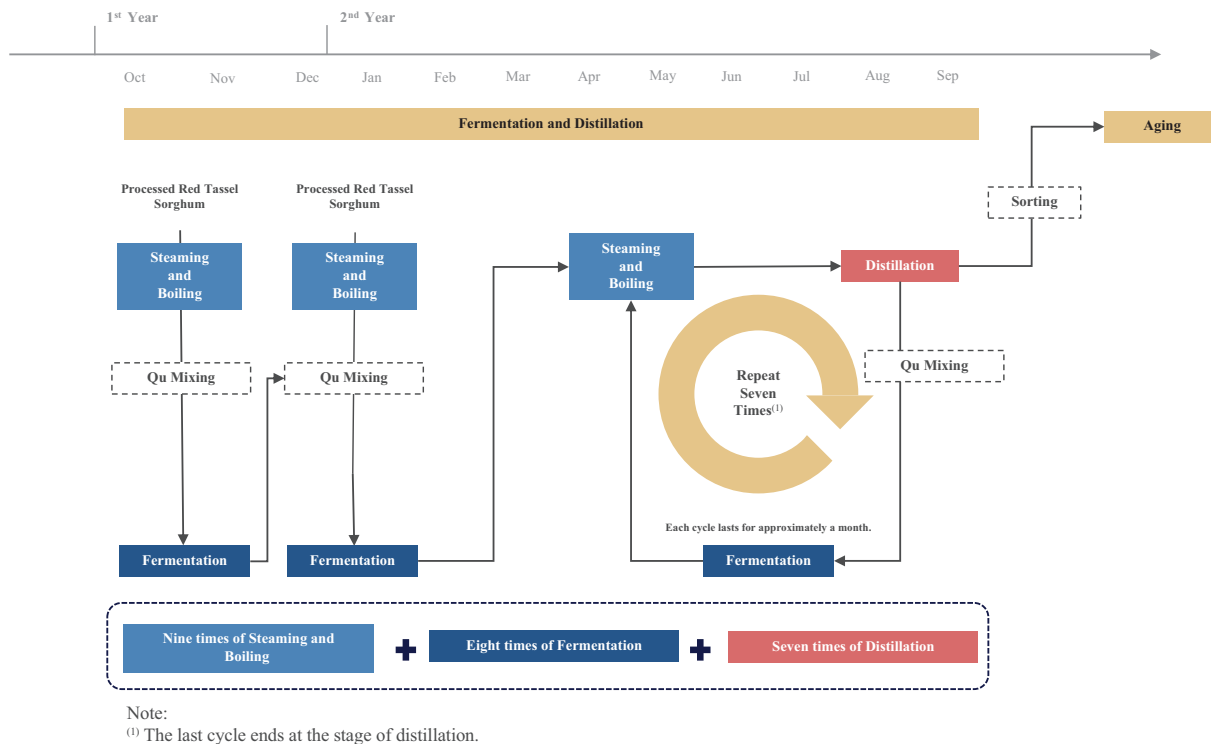 1st Year
2nd Year
Oct
Nov
Dec
Jan
Feb
Mar
Apr
May
Jun
Jul
Aug
Sep
Fermentation and Distillation
Aging
Processed Red Tassel
Sorghum
Processed Red Tassel
Sorghum
Sorting
Steaming
and
Boiling
Steaming
and
Boiling
Steaming
and
Boiling
Distillation
Qu Mixing
Qu Mixing
Qu Mixing
Repeat
Seven
Times(1)
Each cycle lasts for approximately a month.
Fermentation
Fermentation
Fermentation
Nine times of Steaming and
Boiling
Eight times of Fermentation
Seven times of Distillation
Note:
(1) The last cycle ends at the stage of distillation.